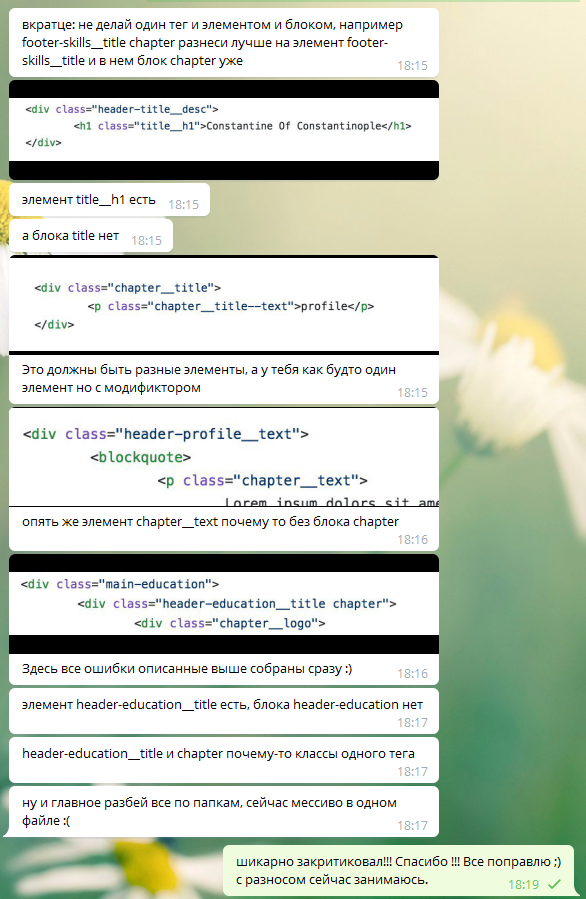 вкратце: не делай один тег и элементом и блоком, например
footer-skills__title chapter разнеси лучше на элемент footer-
skills__title и в нем блок chapter уже
18:15
<div class="header-title__desc">
<h1 class="title__h1">Constantine Of Constantinople</h1>
</div>
элемент title__h1 есть 18:15
а блока title нет 18:15
<div class="chapter__title">
<p class="chapter__title--text">profile</p>
</div>
Это должны быть разные элементы, а у тебя как будто один
элемент но с модификтором
18:15
<div class="header-profile__text">
<blockquote>
<p class="chapter__text">
Lorem ipsum dolors sit ame
опять же элемент chapter__text почему то без блока chapter
18:16
<div class="main-education">
<div class="header-education__title chapter">
<div class="chapter__logo">
Здесь все ошибки описанные выше собраны сразу :) 18:16
элемент header-education__title есть, блока header-education нет
18:17
header-education__title и chapter почему-то классы одного тега
18:17
ну и главное разбей все по папкам, сейчас мессиво в одном
файле :( 18:17
шикарно закритиковал!!! Спасибо !!! Все поправлю ;)
с разносом сейчас занимаюсь. 18:19